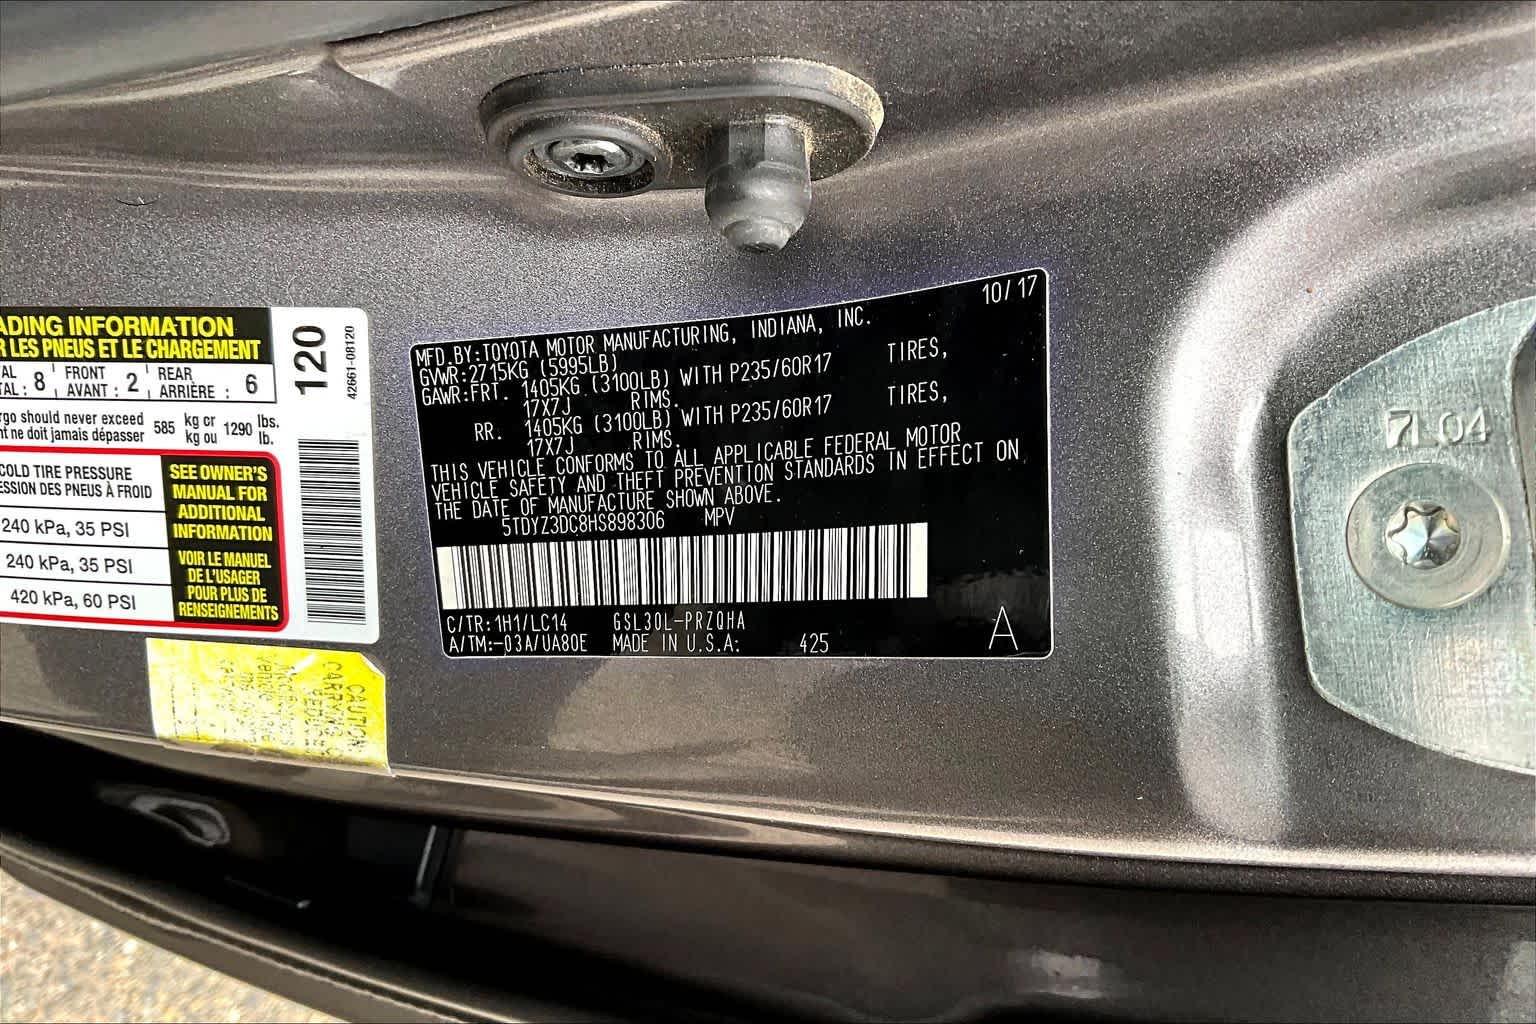 ADING INFORMATION
R LES PNEUS ET LE CHARGEMENT
AL : 8 FRONT AVANT : 2 REAR ARRIÈRE : 6
rgo should never exceed 585 kg or 1290 lbs.
nt ne doit jamais dépasser kg ou lb.
COLD TIRE PRESSURE
ESSION DES PNEUS À FROID
240 kPa, 35 PSI
240 kPa, 35 PSI
420 kPa, 60 PSI
SEE OWNER'S
MANUAL FOR
ADDITIONAL
INFORMATION
VOIR LE MANUEL
DE L'USAGER
POUR PLUS DE
RENSEIGNEMENTS
120
42661-08120
CAUTION:
10/17
MFD.BY:TOYOTA MOTOR MANUFACTURING, INDIANA, INC.
GVWR:2715KG (5995LB)
GAWR:FRT. 1405KG (3100LB) WITH P235/60R17 TIRES,
17X7J RIMS.
RR. 1405KG (3100LB) WITH P235/60R17 TIRES,
17X7J RIMS.
THIS VEHICLE CONFORMS TO ALL APPLICABLE FEDERAL MOTOR
VEHICLE SAFETY AND THEFT PREVENTION STANDARDS IN EFFECT ON
THE DATE OF MANUFACTURE SHOWN ABOVE.
5TDYZ3DC8HS898306 MPV
C/TR:1H1/LC14 GSL30L-PRZQHA
A/TM:-03A/UA80E MADE IN U.S.A: 425
A
7L04